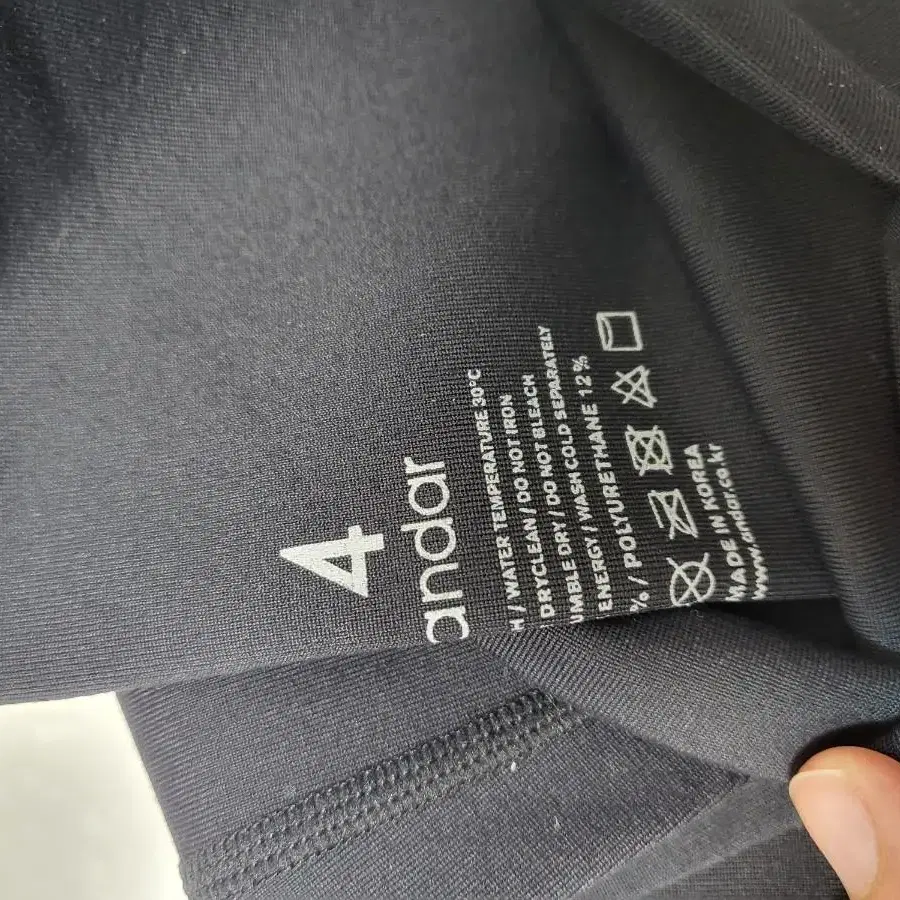 4
andar
H / WATER TEMPERATURE 30°C
DRYCLEAN / DO NOT IRON
UMBLE DRY / DO NOT BLEACH
ENERGY / WASH COLD SEPARATELY
% / POLYURETHANE 12%
MADE IN KOREA
www.andar.co.kr